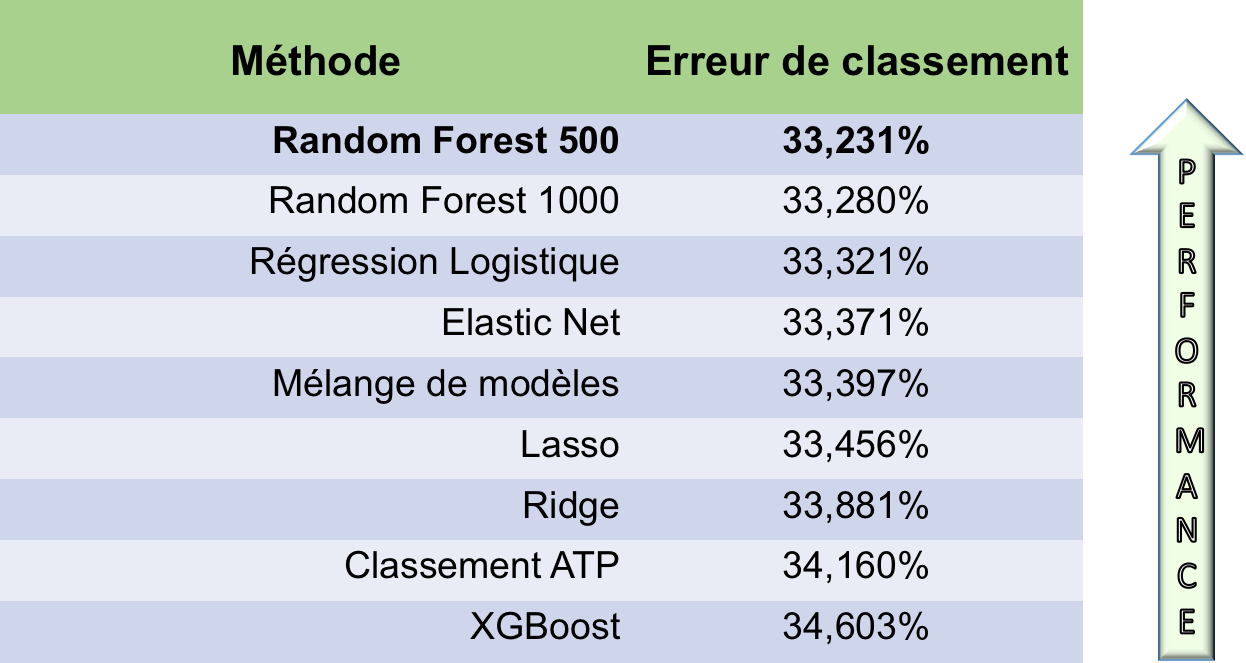 Méthode Erreur de classement
Random Forest 500 33,231%
Random Forest 1000 33,280%
Régression Logistique 33,321%
Elastic Net 33,371%
Mélange de modèles 33,397%
Lasso 33,456%
Ridge 33,881%
Classement ATP 34,160%
XGBoost 34,603%
PERFORMANCE